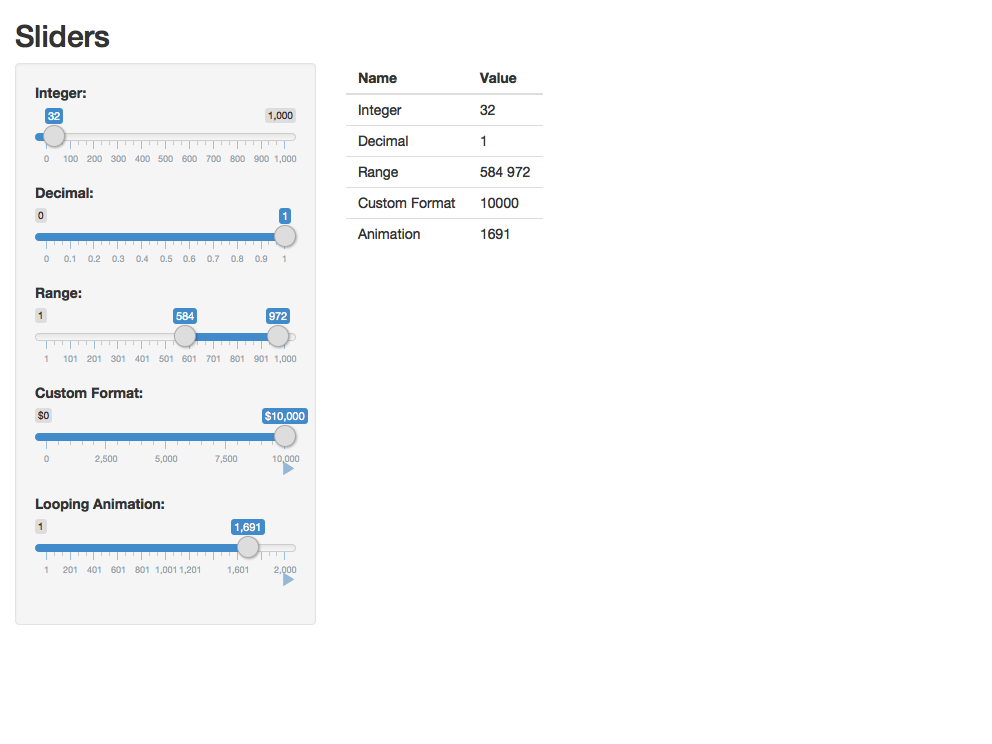 Sliders
Integer:
32 1,000
0 100 200 300 400 500 600 700 800 900 1,000
Decimal:
0 1
0 0.1 0.2 0.3 0.4 0.5 0.6 0.7 0.8 0.9 1
Range:
1 584 972
1 101 201 301 401 501 601 701 801 901 1,000
Custom Format:
$0 $10,000
0 2,500 5,000 7,500 10,000
Looping Animation:
1 1,691
1 201 401 601 801 1,001 1,201 1,601 2,000
Name Value
Integer 32
Decimal 1
Range 584 972
Custom Format 10000
Animation 1691